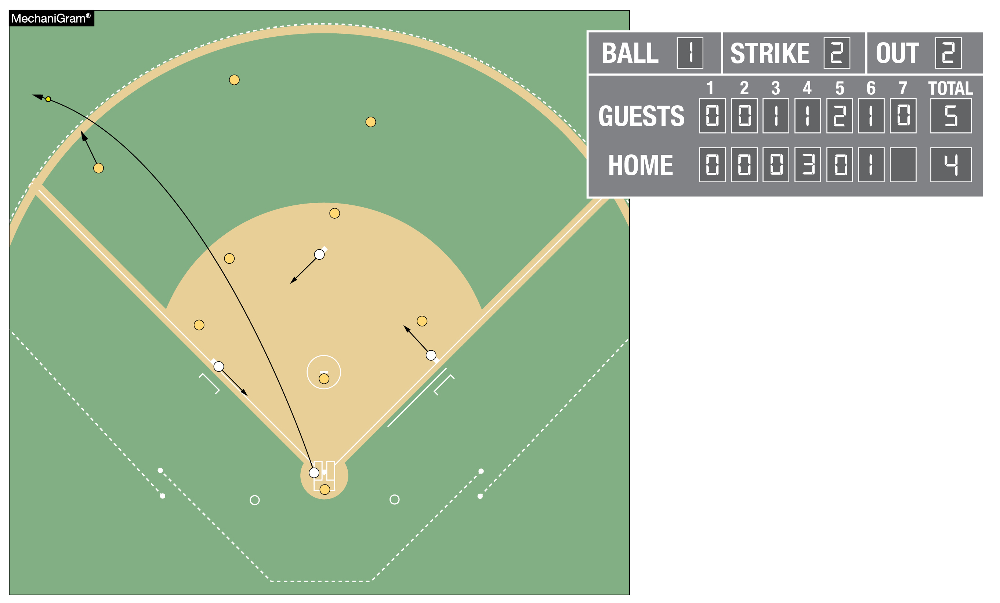 MechaniGram®
BALL 1 STRIKE 2 OUT 2
1 2 3 4 5 6 7 TOTAL
GUESTS 0 0 1 1 2 1 0 5
HOME 0 0 0 3 0 1 4